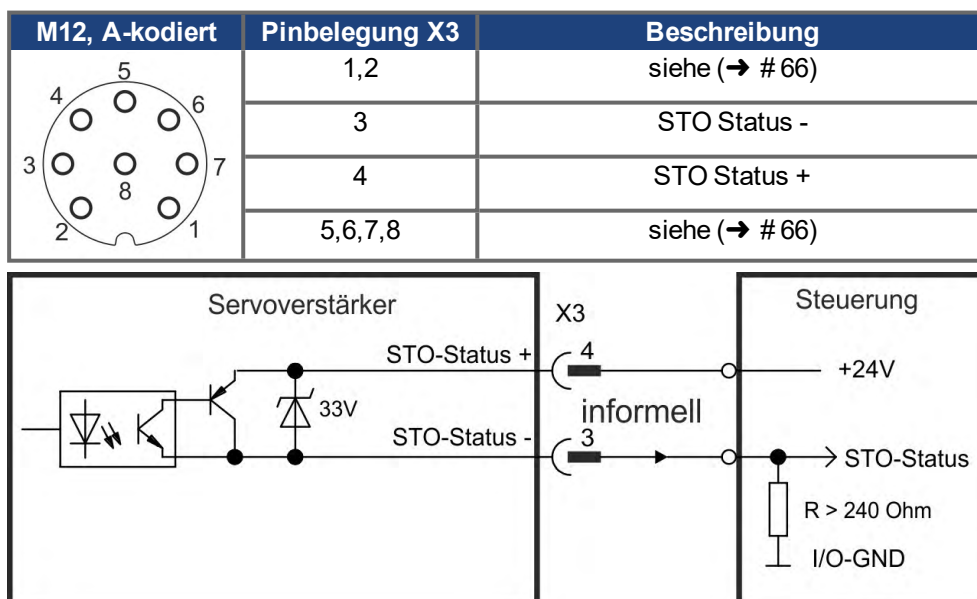 M12, A-kodiert Pinbelegung X3 Beschreibung
1,2 siehe (➜ # 66)
3 STO Status -
4 STO Status +
5,6,7,8 siehe (➜ # 66)
5
4 6
3 7
8
2 1
Servoverstärker X3 Steuerung
STO-Status + 4 +24V
33V informell
STO-Status - 3 STO-Status
R > 240 Ohm
I/O-GND